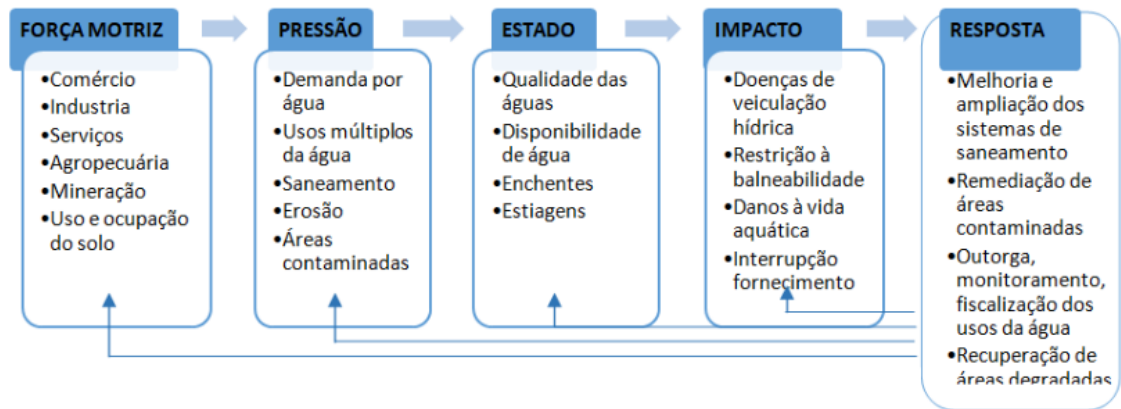 FORÇA MOTRIZ
•Comércio
•Industria
•Serviços
•Agropecuária
•Mineração
•Uso e ocupação
do solo
PRESSÃO
•Demanda por
água
•Usos múltiplos
da água
•Saneamento
•Erosão
•Áreas
contaminadas
ESTADO
•Qualidade das
águas
•Disponibilidade
de água
•Enchentes
•Estiagens
IMPACTO
•Doenças de
veiculação
hídrica
•Restrição à
balneabilidade
•Danos à vida
aquática
•Interrupção
fornecimento
RESPOSTA
•Melhoria e
ampliação dos
sistemas de
saneamento
•Remediação de
áreas
contaminadas
•Outorga,
monitoramento,
fiscalização dos
usos da água
•Recuperação de
áreas degradadas